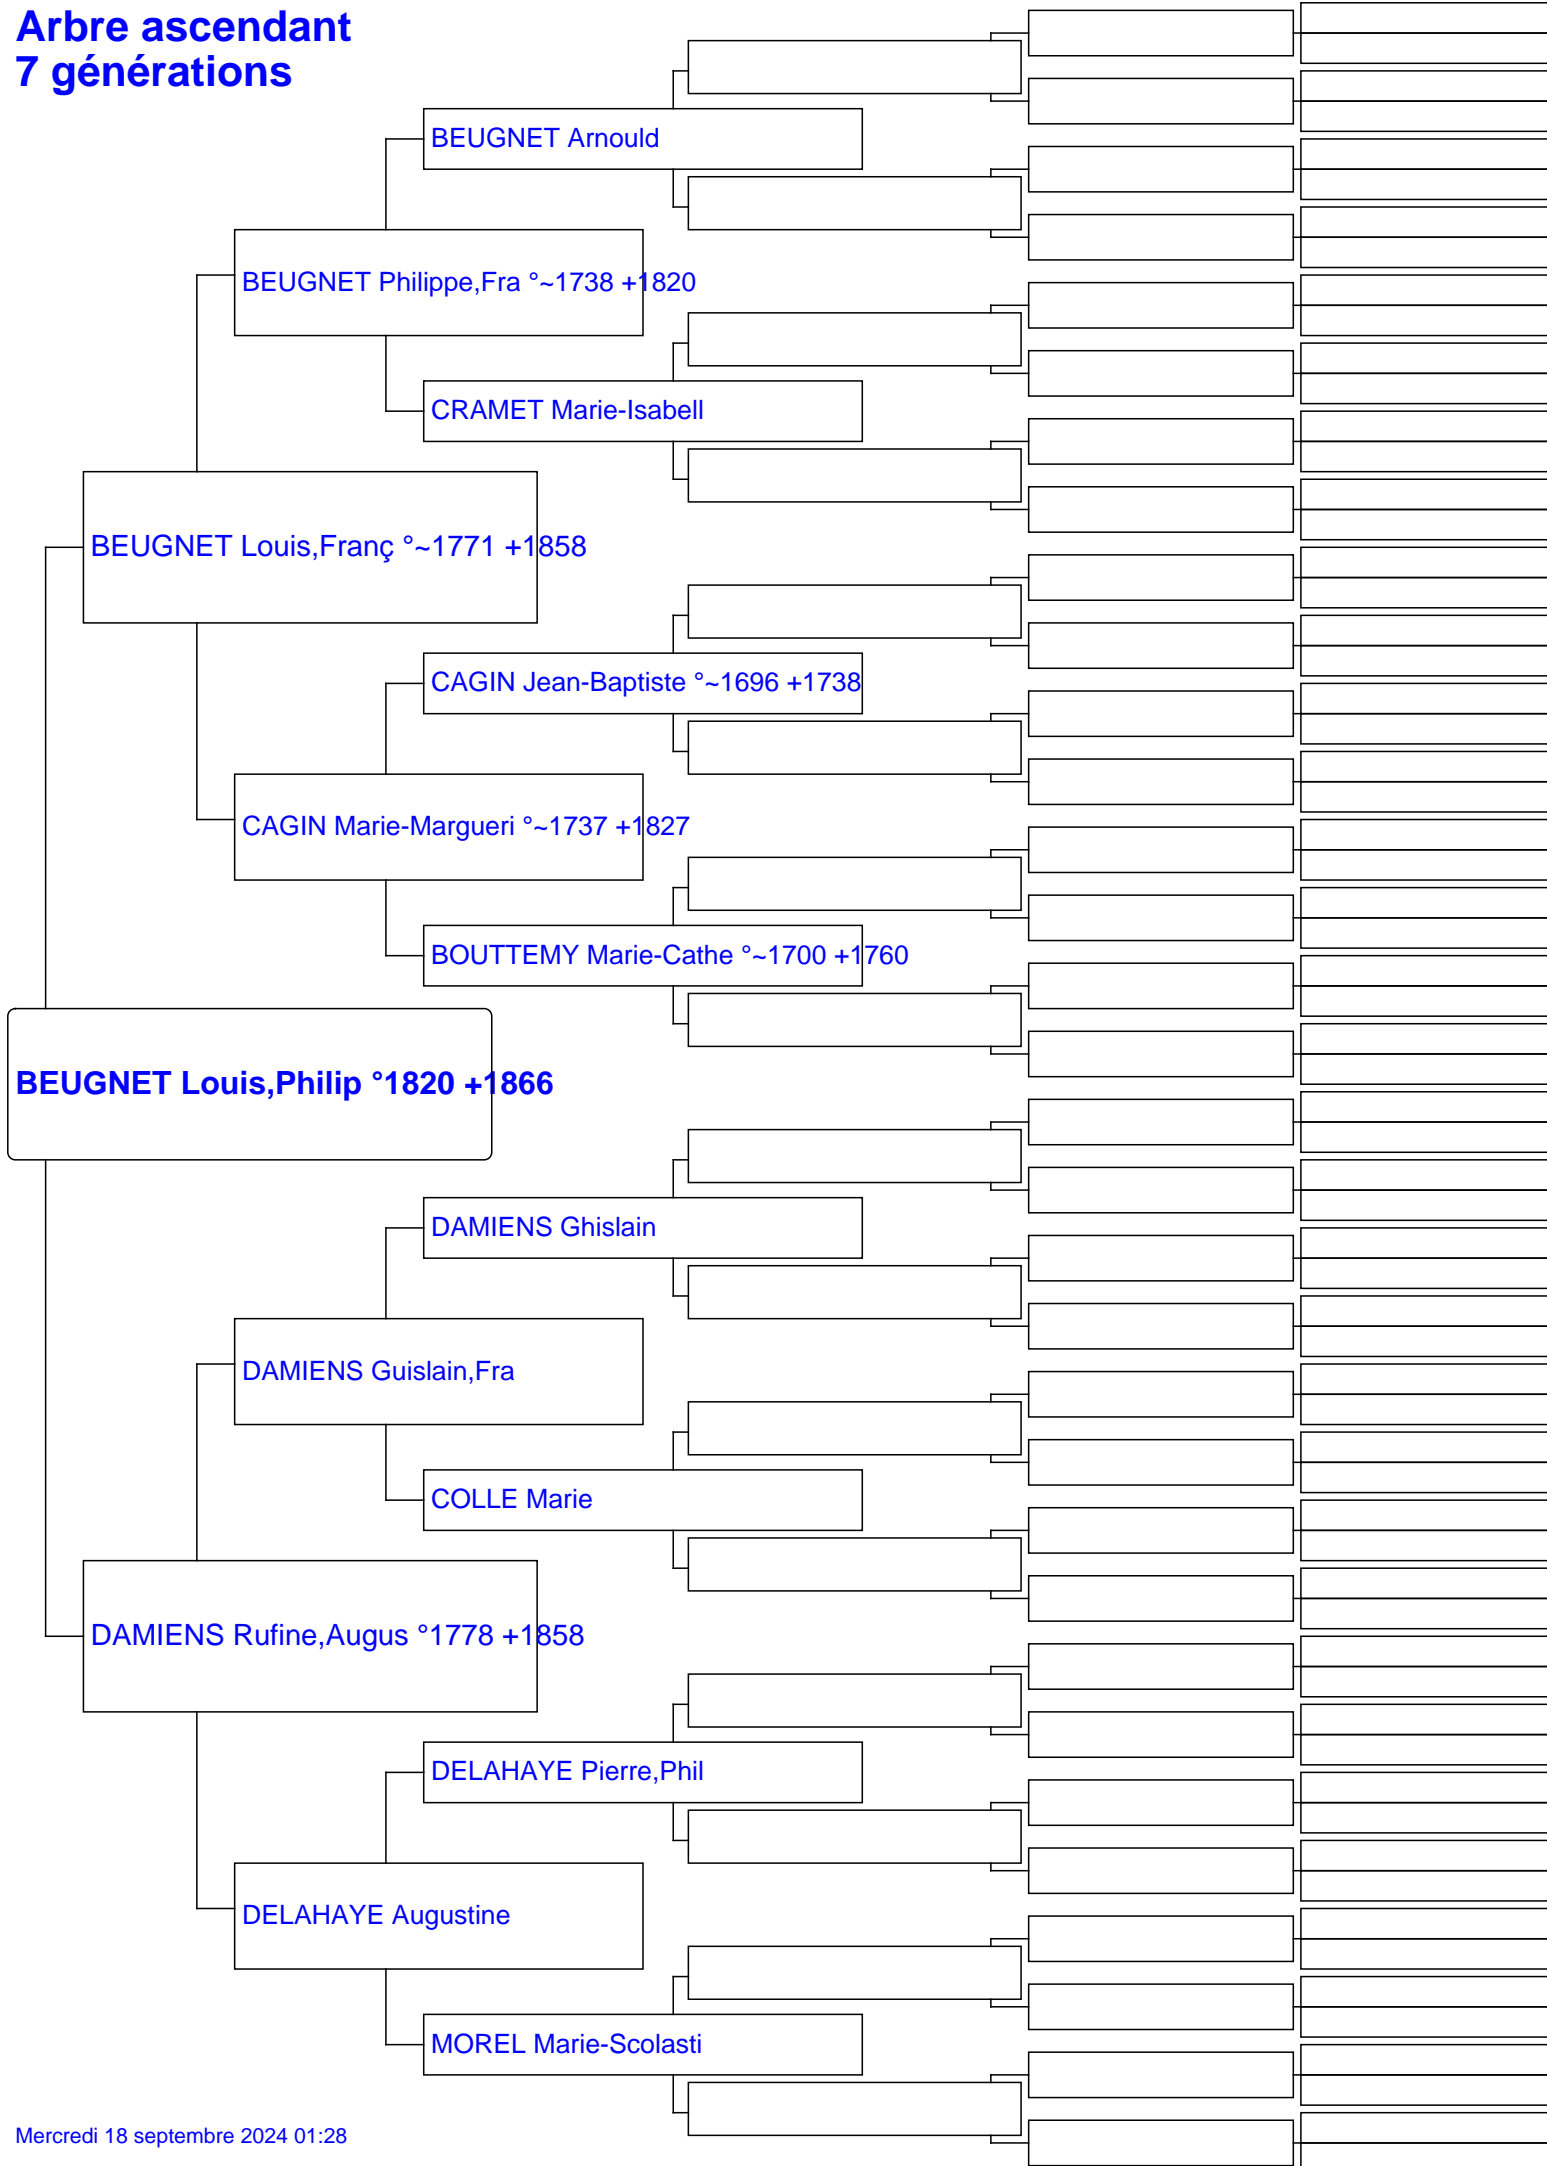 Arbre ascendant
7 générations
BEUGNET Arnould
BEUGNET Philippe,Fra °~1738 +1820
CRAMET Marie-Isabell
BEUGNET Louis,Franç °~1771 +1858
CAGIN Jean-Baptiste °~1696 +1738
CAGIN Marie-Margueri °~1737 +1827
BOUTTEMY Marie-Cathe °~1700 +1760
BEUGNET Louis,Philip °1820 +1866
DAMIENS Ghislain
DAMIENS Guislain,Fra
COLLE Marie
DAMIENS Rufine,Augus °1778 +1858
DELAHAYE Pierre,Phil
DELAHAYE Augustine
MOREL Marie-Scolasti
Mercredi 18 septembre 2024 01:28